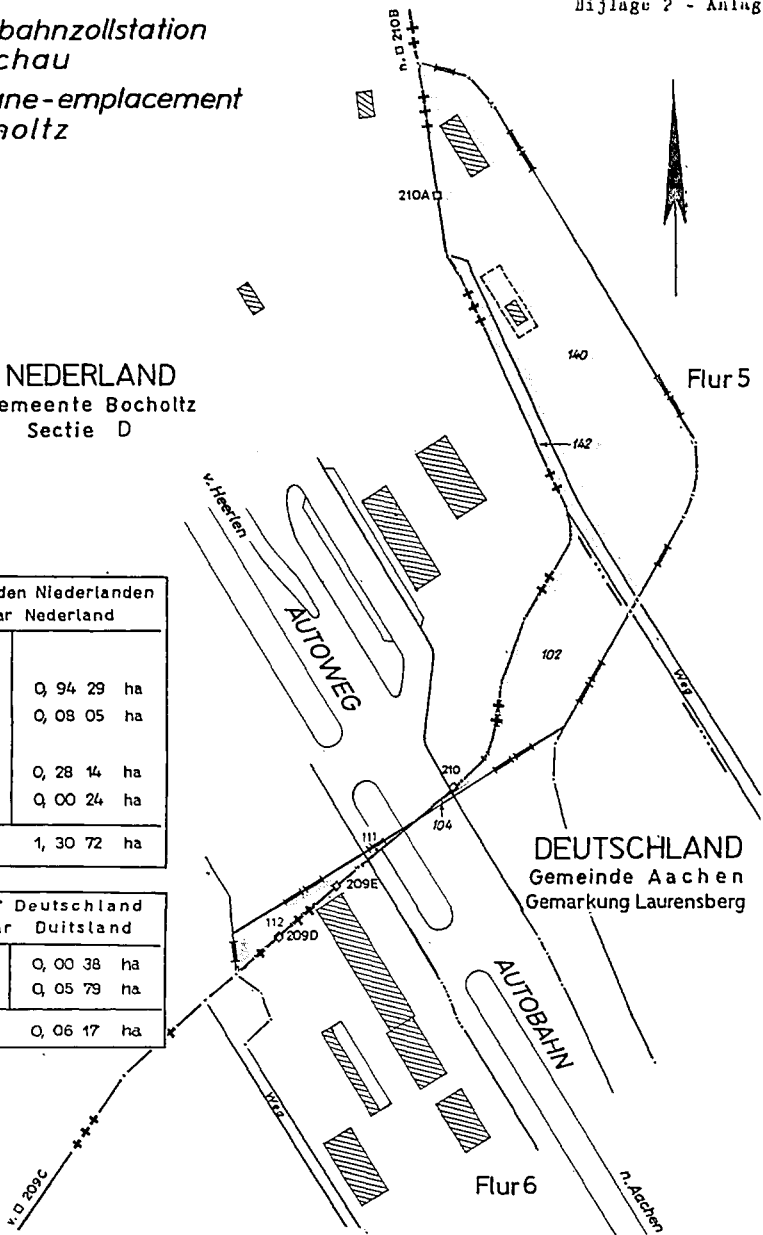 Bijlage 2 - Anlag
bahnzollstation
chau
ane-emplacement
holtz
n. 210B
210A
140
Flur 5
NEDERLAND
emeente Bocholtz
Sectie D
142
v. Heerlen
AUTOWEG
den Niederlanden
ar Nederland
0, 94 29 ha
0, 08 05 ha
0, 28 14 ha
0, 00 24 ha
1, 30 72 ha
102
Weg
210
104
111
DEUTSCHLAND
Gemeinde Aachen
Gemarkung Laurensberg
209E
112
209D
Deutschland
ar Duitsland
0, 00 38 ha
0, 05 79 ha
0, 06 17 ha
AUTOBAHN
Weg
Flur 6
n. Aachen
v. 209C